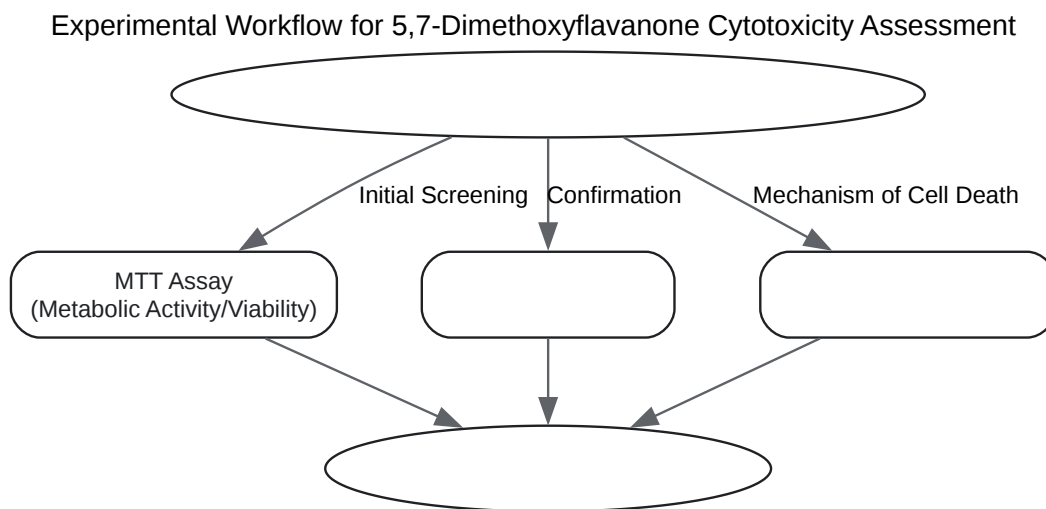 Experimental Workflow for 5,7-Dimethoxyflavanone Cytotoxicity Assessment
Initial Screening
Confirmation
Mechanism of Cell Death
MTT Assay
(Metabolic Activity/Viability)